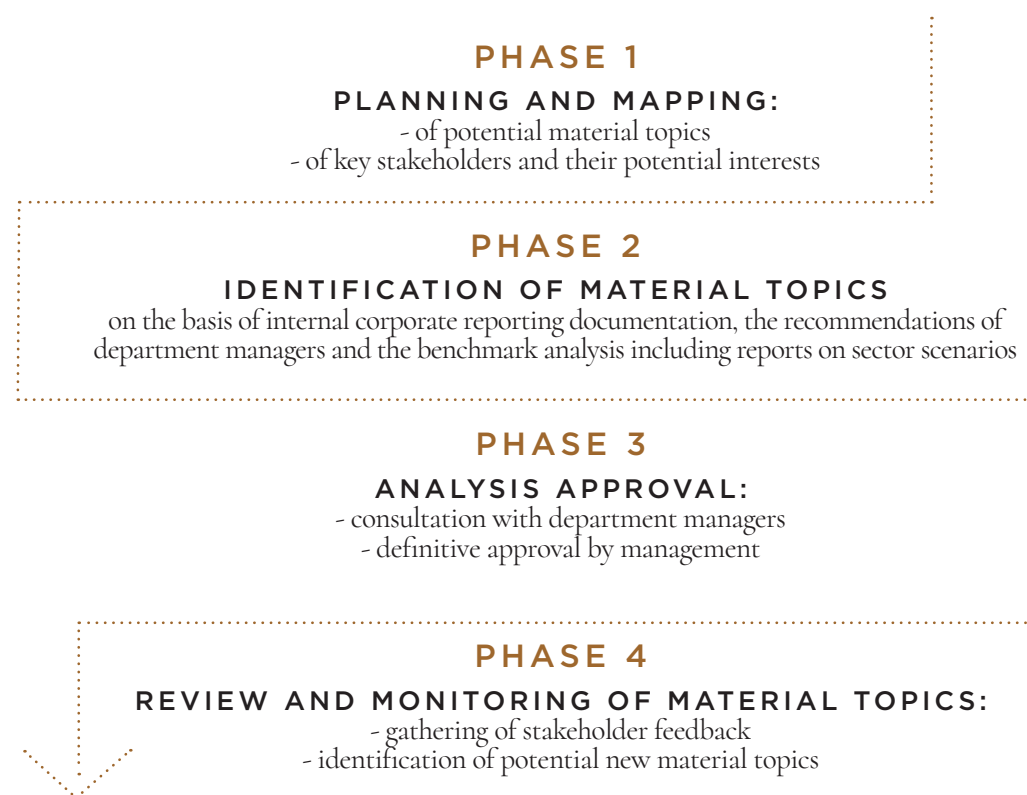 PHASE 1
PLANNING AND MAPPING:
- of potential material topics
- of key stakeholders and their potential interests
PHASE 2
IDENTIFICATION OF MATERIAL TOPICS
on the basis of internal corporate reporting documentation, the recommendations of
department managers and the benchmark analysis including reports on sector scenarios
PHASE 3
ANALYSIS APPROVAL:
- consultation with department managers
- definitive approval by management
PHASE 4
REVIEW AND MONITORING OF MATERIAL TOPICS:
- gathering of stakeholder feedback
- identification of potential new material topics